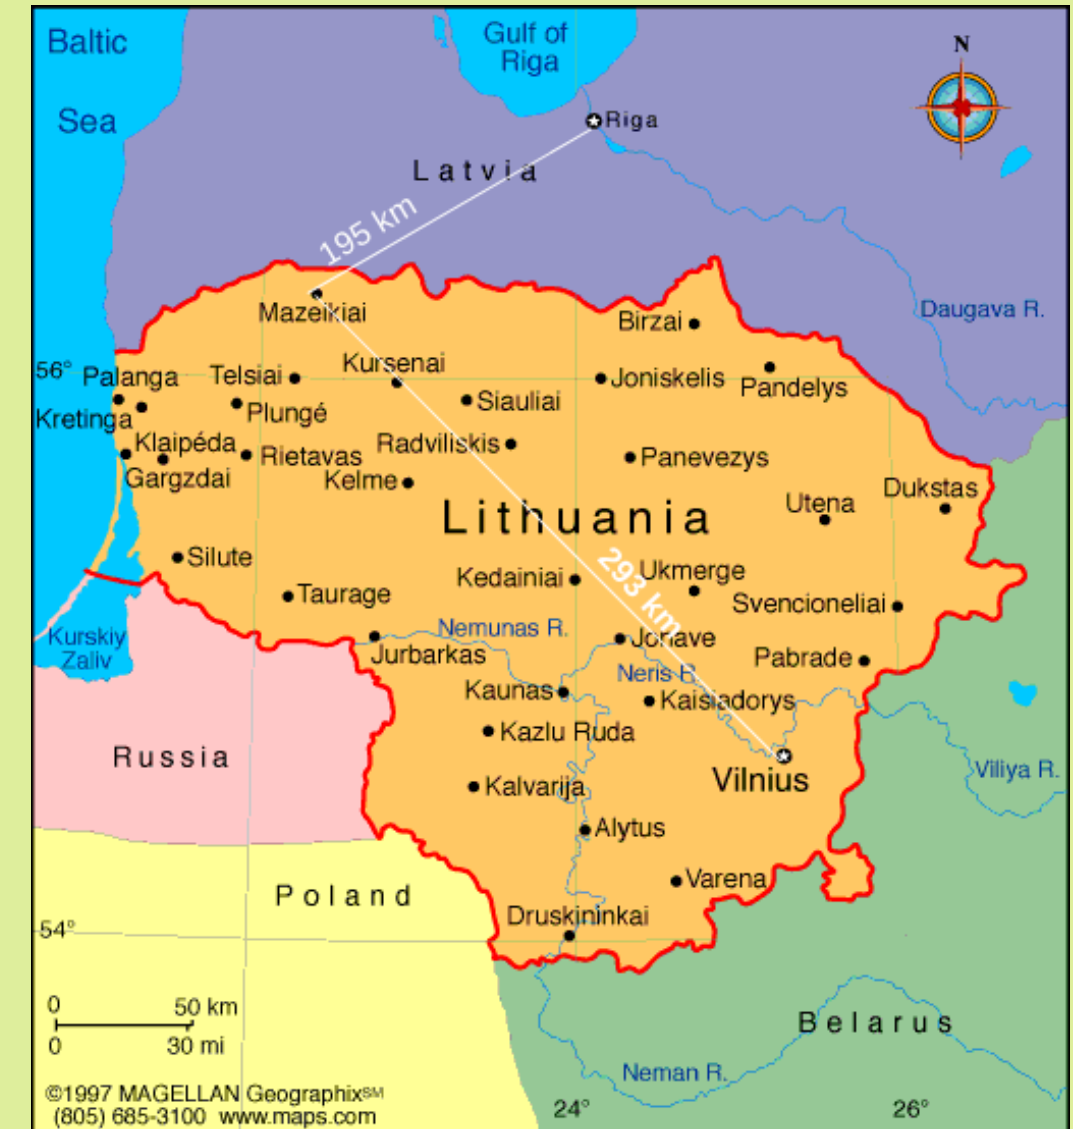 Baltic
Sea
Gulf of
Riga
N
Riga
Latvia
195 km
Mazeikiai
Daugava R.
Birzai
56°
Palanga
Telsiai
Kursenai
Joniskelis
Pandelys
Kretinga
Plungé
Siauliai
Klaipéda
Rietavas
Radviliskis
Panevezys
Gargzdai
Kelme
Dukstas
Utena
Lithuania
293 km
Silute
Kedainiai
Ukmerge
Taurage
Svencioneliai
Kurskiy
Zaliv
Nemunas R.
Jonave
Jurbarkas
Neris R.
Pabrade
Kaunas
Kaisiadorys
Kazlu Ruda
Russia
Vilnius
Viliya R.
Kalvarija
Alytus
Poland
Varena
Druskininkai
54°
0 50 km
0 30 mi
Belarus
Neman R.
©1997 MAGELLAN Geographix℠
(805) 685-3100 www.maps.com
24°
26°